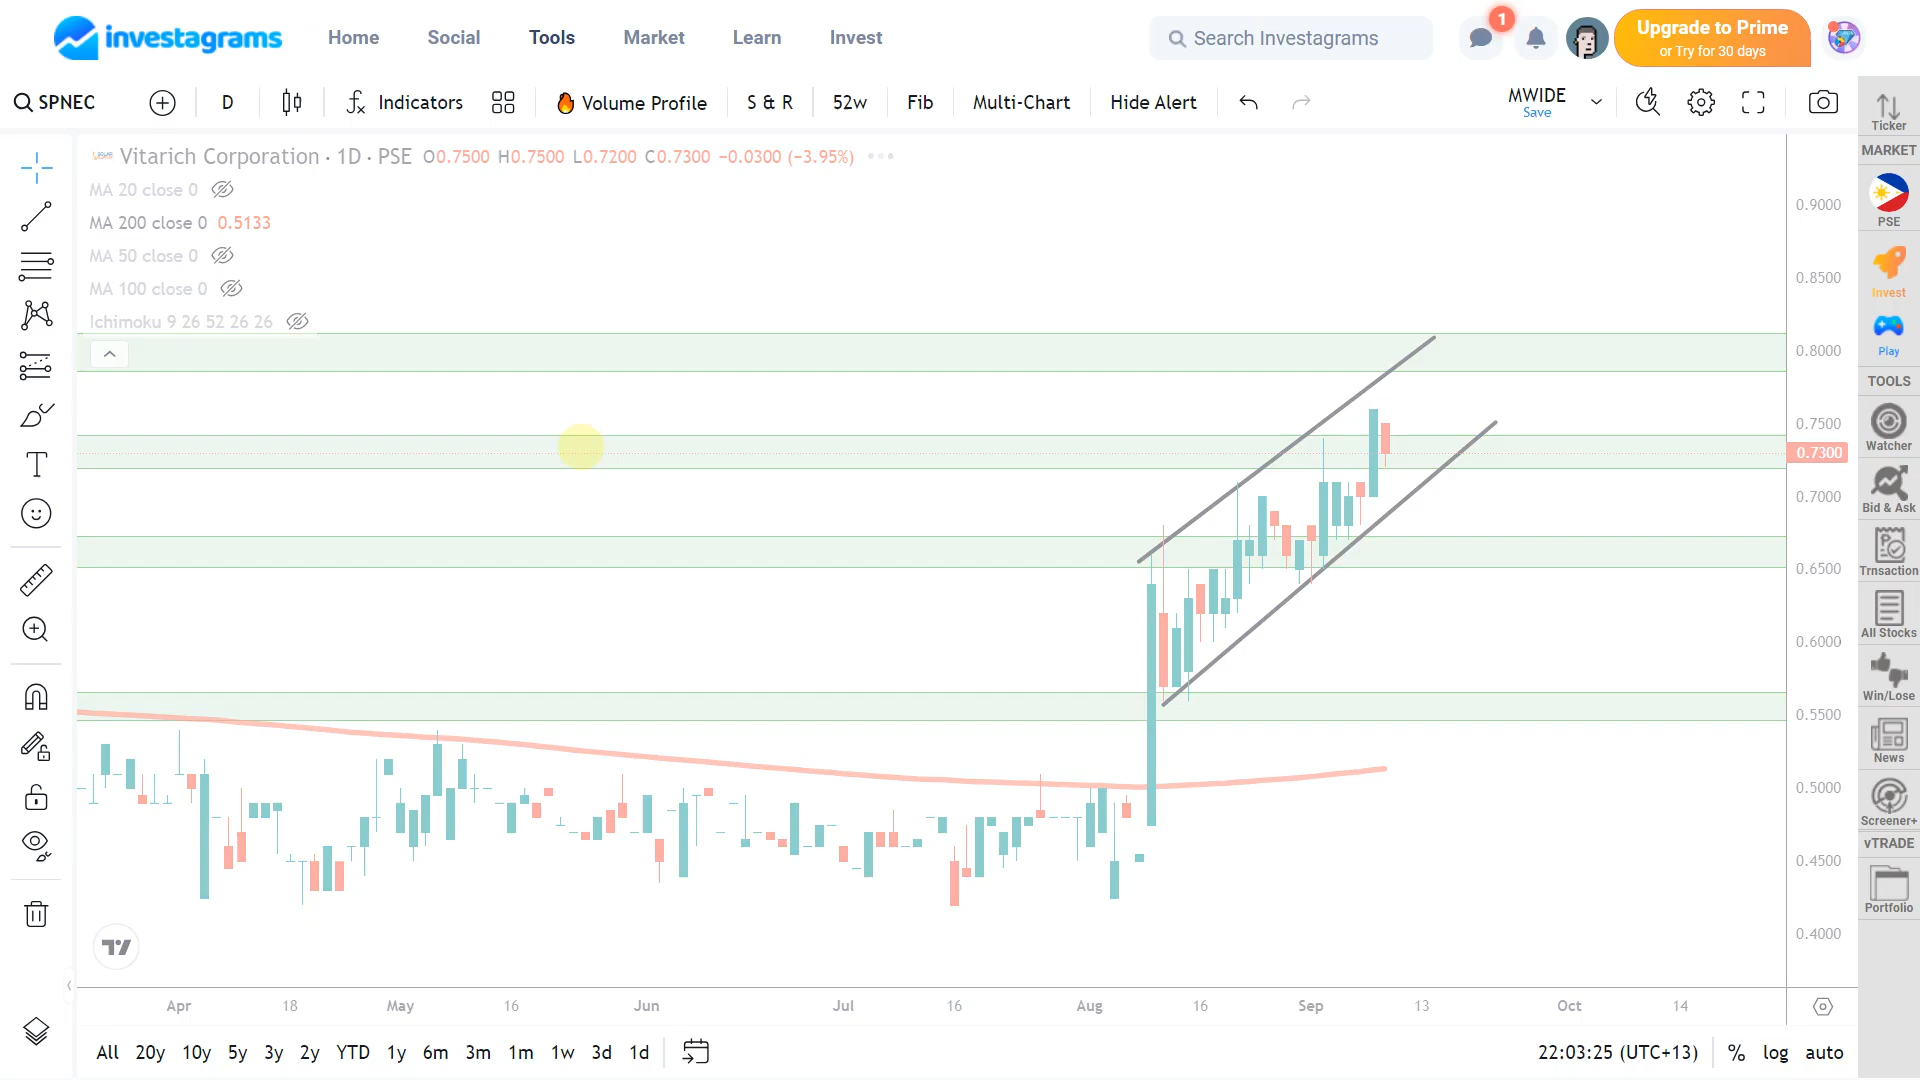 investagrams Home Social Tools Market Learn Invest Search Investagrams 1 Upgrade to Prime
or Try for 30 days
SPNEC D Indicators Volume Profile S & R 52w Fib Multi-Chart Hide Alert MWIDE
Save
Vitarich Corporation · 1D · PSE O0.7500 H0.7500 L0.7200 C0.7300 −0.0300 (−3.95%)
MA 20 close 0
MA 200 close 0 0.5133
MA 50 close 0
MA 100 close 0
Ichimoku 9 26 52 26 26
0.9000
0.8500
0.8000
0.7500
0.7300
0.7000
0.6500
0.6000
0.5500
0.5000
0.4500
0.4000
Apr 18 May 16 Jun Jul 16 Aug 16 Sep 13 Oct 14
All 20y 10y 5y 3y 2y YTD 1y 6m 3m 1m 1w 3d 1d 22:03:25 (UTC+13) % log auto
Ticker
MARKET
PSE
Invest
Play
TOOLS
Watcher
Bid & Ask
Trnsaction
All Stocks
Win/Lose
News
Screener+
vTRADE
Portfolio